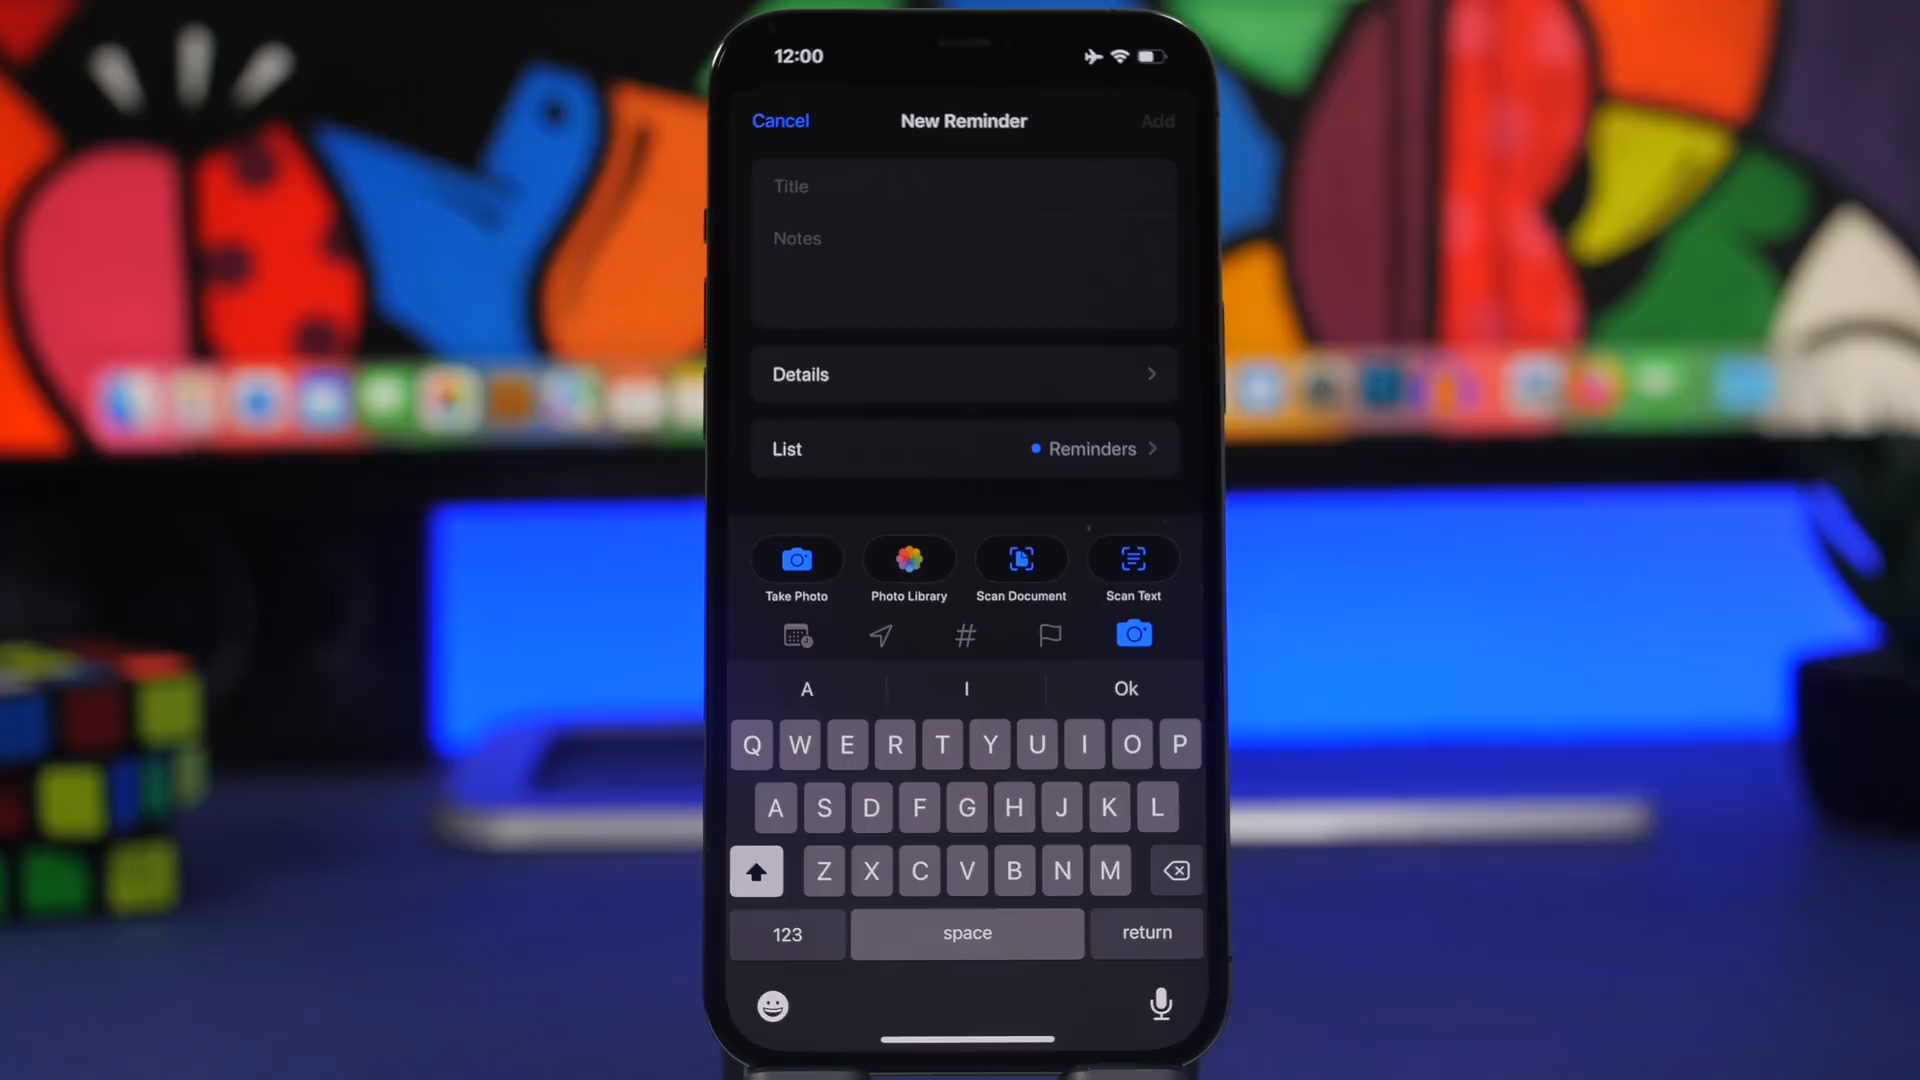 12:00
Cancel New Reminder Add
Title
Notes
Details
List Reminders
Take Photo Photo Library Scan Document Scan Text
#
A I Ok
Q W E R T Y U I O P
A S D F G H J K L
Z X C V B N M
123 space return